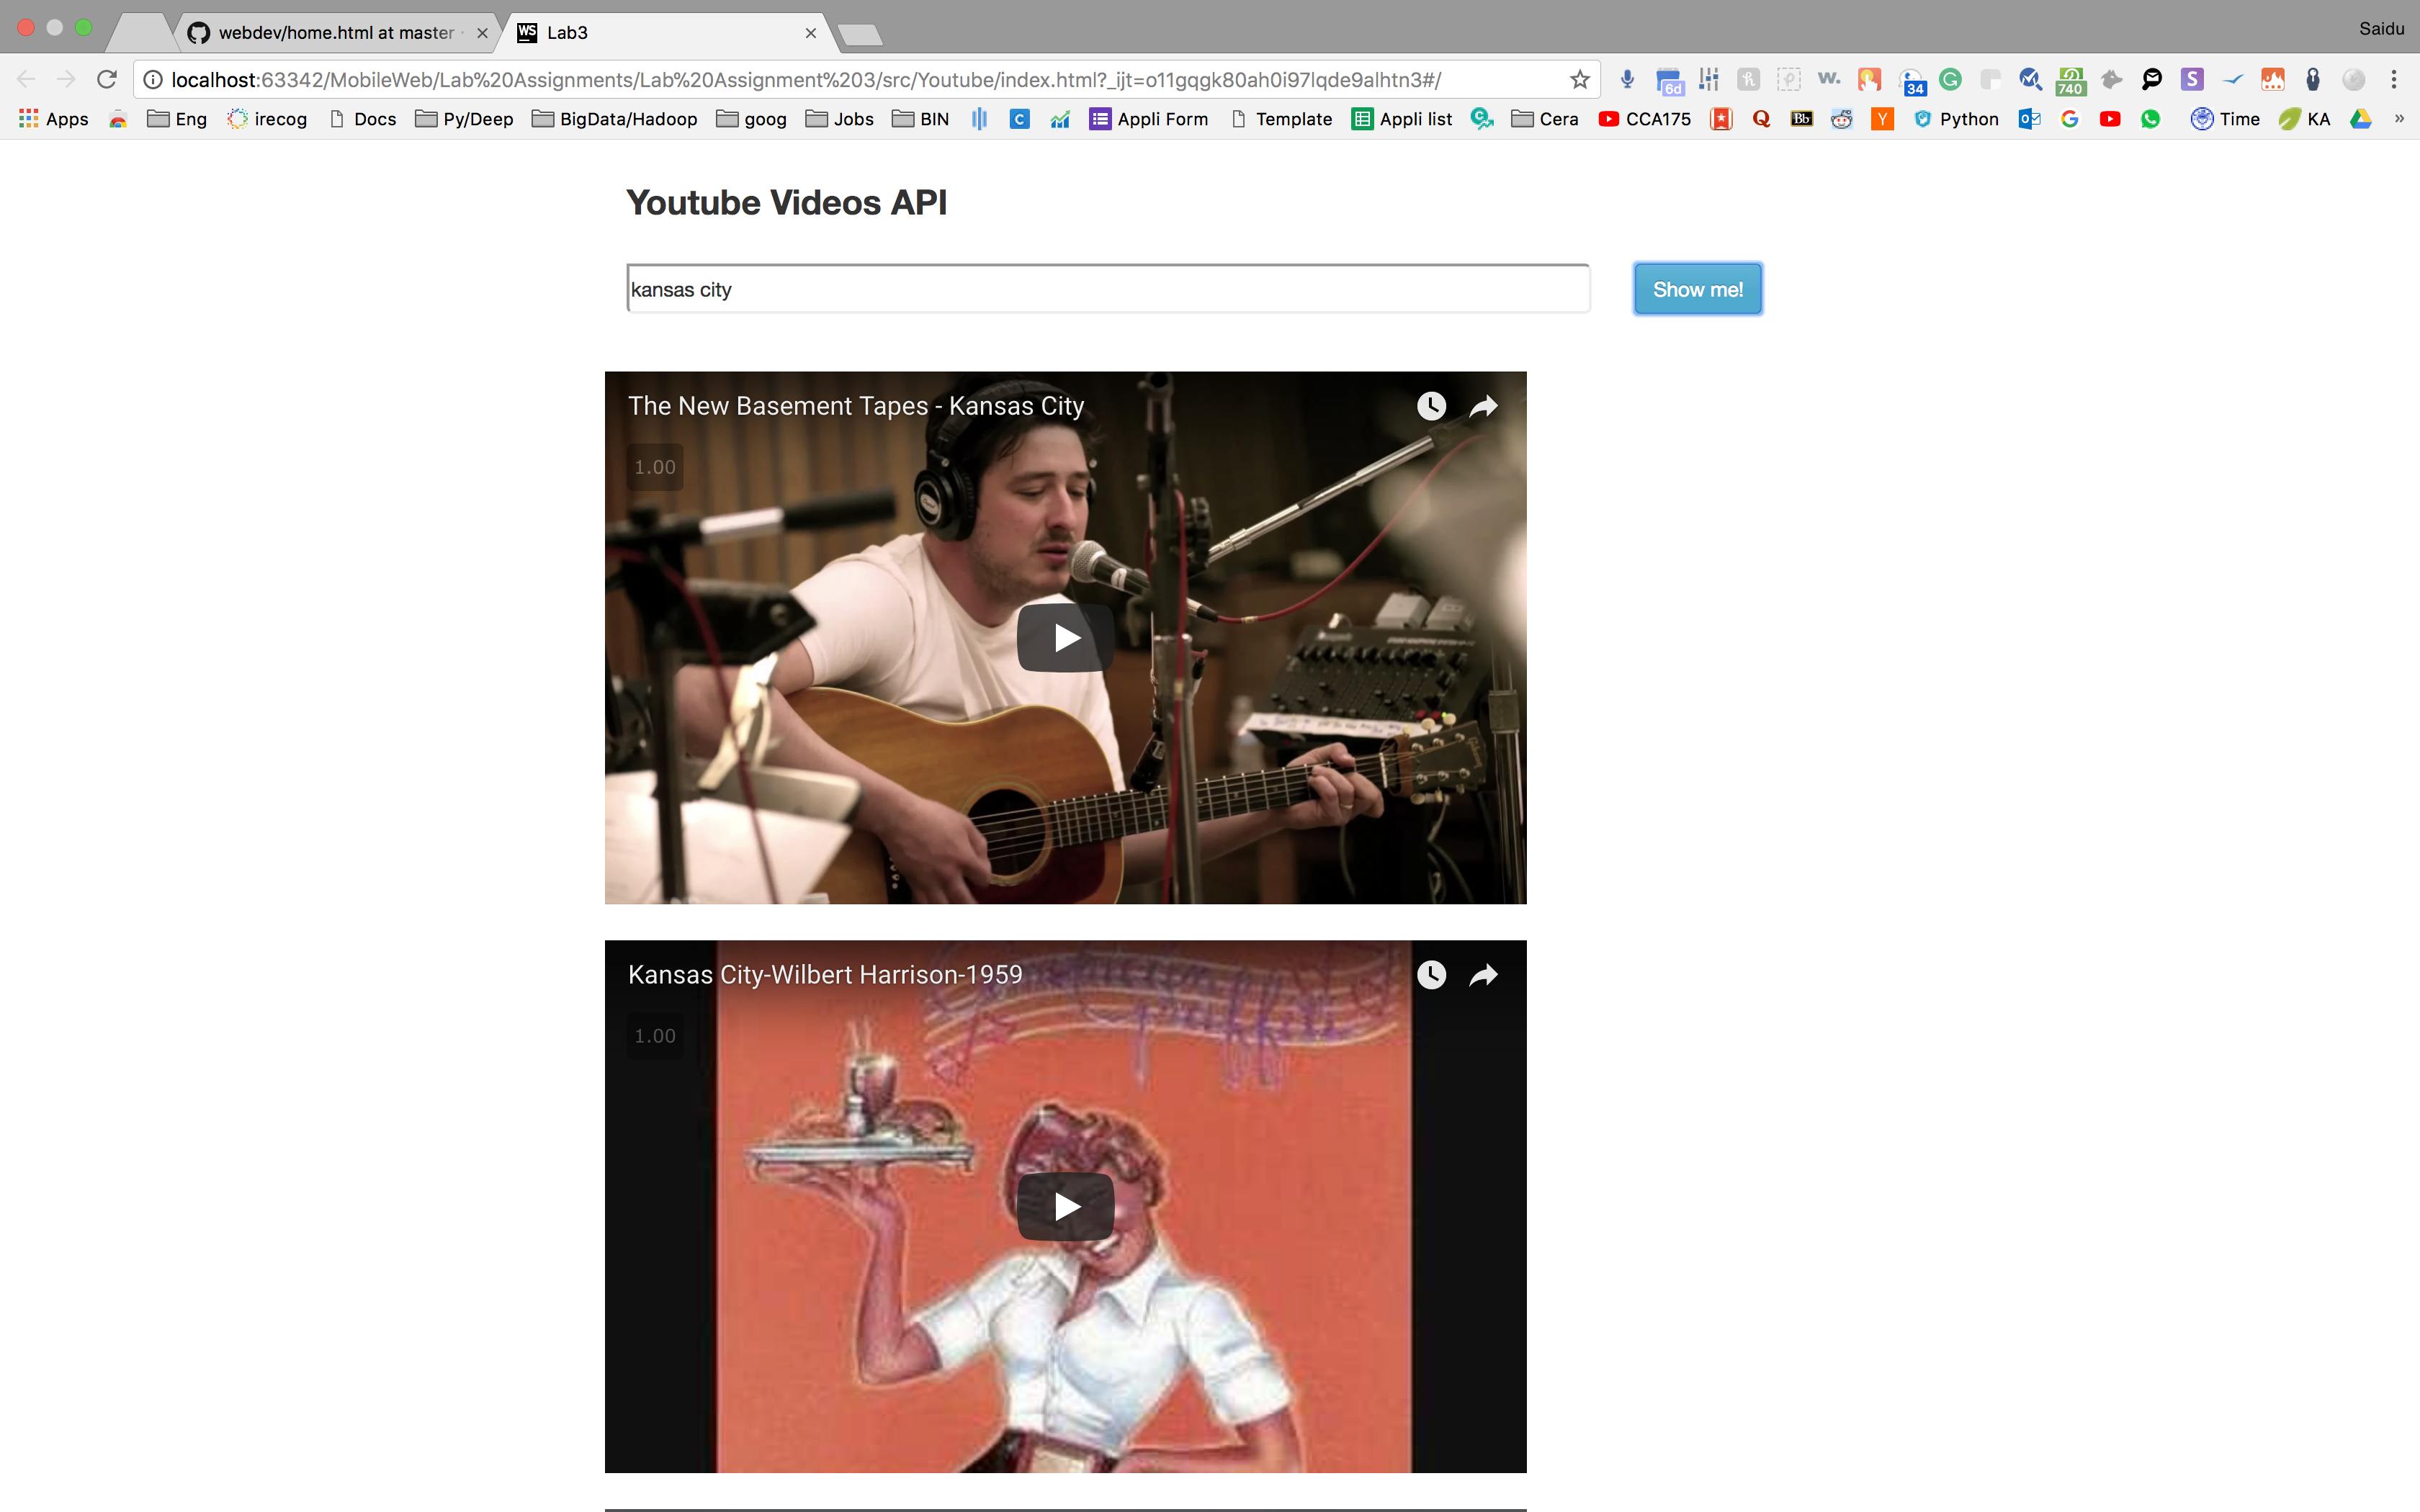 webdev/home.html at master ·
Lab3
Saidu
localhost:63342/MobileWeb/Lab%20Assignments/Lab%20Assignment%203/src/Youtube/index.html?_ijt=o11gqgk80ah0i97lqde9alhtn3#/
6d
34
740
Apps
Eng
irecog
Docs
Py/Deep
BigData/Hadoop
goog
Jobs
BIN
Appli Form
Template
Appli list
Cera
CCA175
Python
Time
KA
»
Youtube Videos API
kansas city
Show me!
The New Basement Tapes - Kansas City
1.00
Kansas City-Wilbert Harrison-1959
1.00